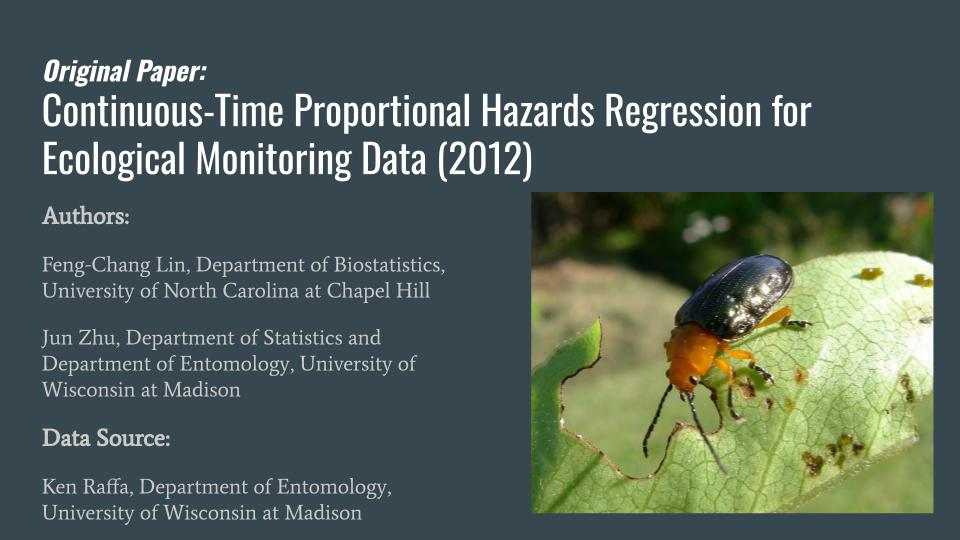 Original Paper:
Continuous-Time Proportional Hazards Regression for
Ecological Monitoring Data (2012)
Authors:
Feng-Chang Lin, Department of Biostatistics,
University of North Carolina at Chapel Hill
Jun Zhu, Department of Statistics and
Department of Entomology, University of
Wisconsin at Madison
Data Source:
Ken Raffa, Department of Entomology,
University of Wisconsin at Madison